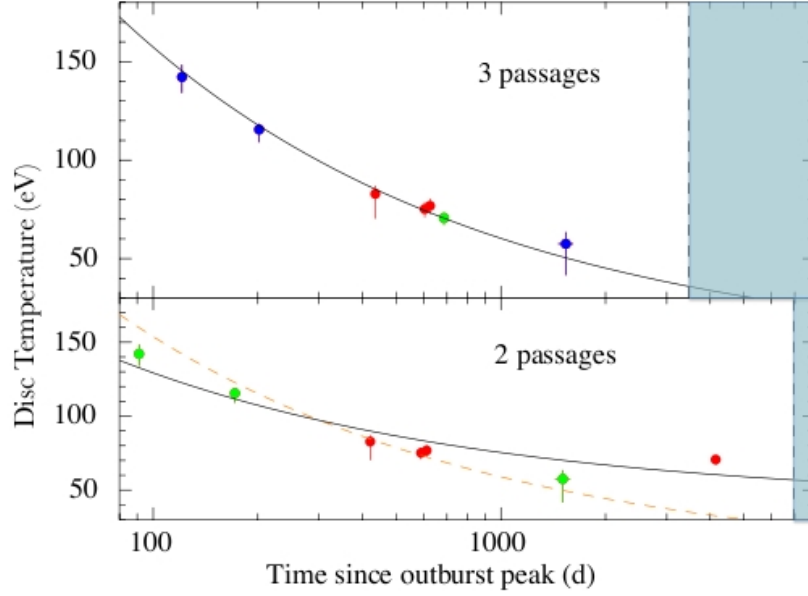 150
3 passages
100
50
Disc Temperature (eV)
150
2 passages
100
50
100
1000
Time since outburst peak (d)